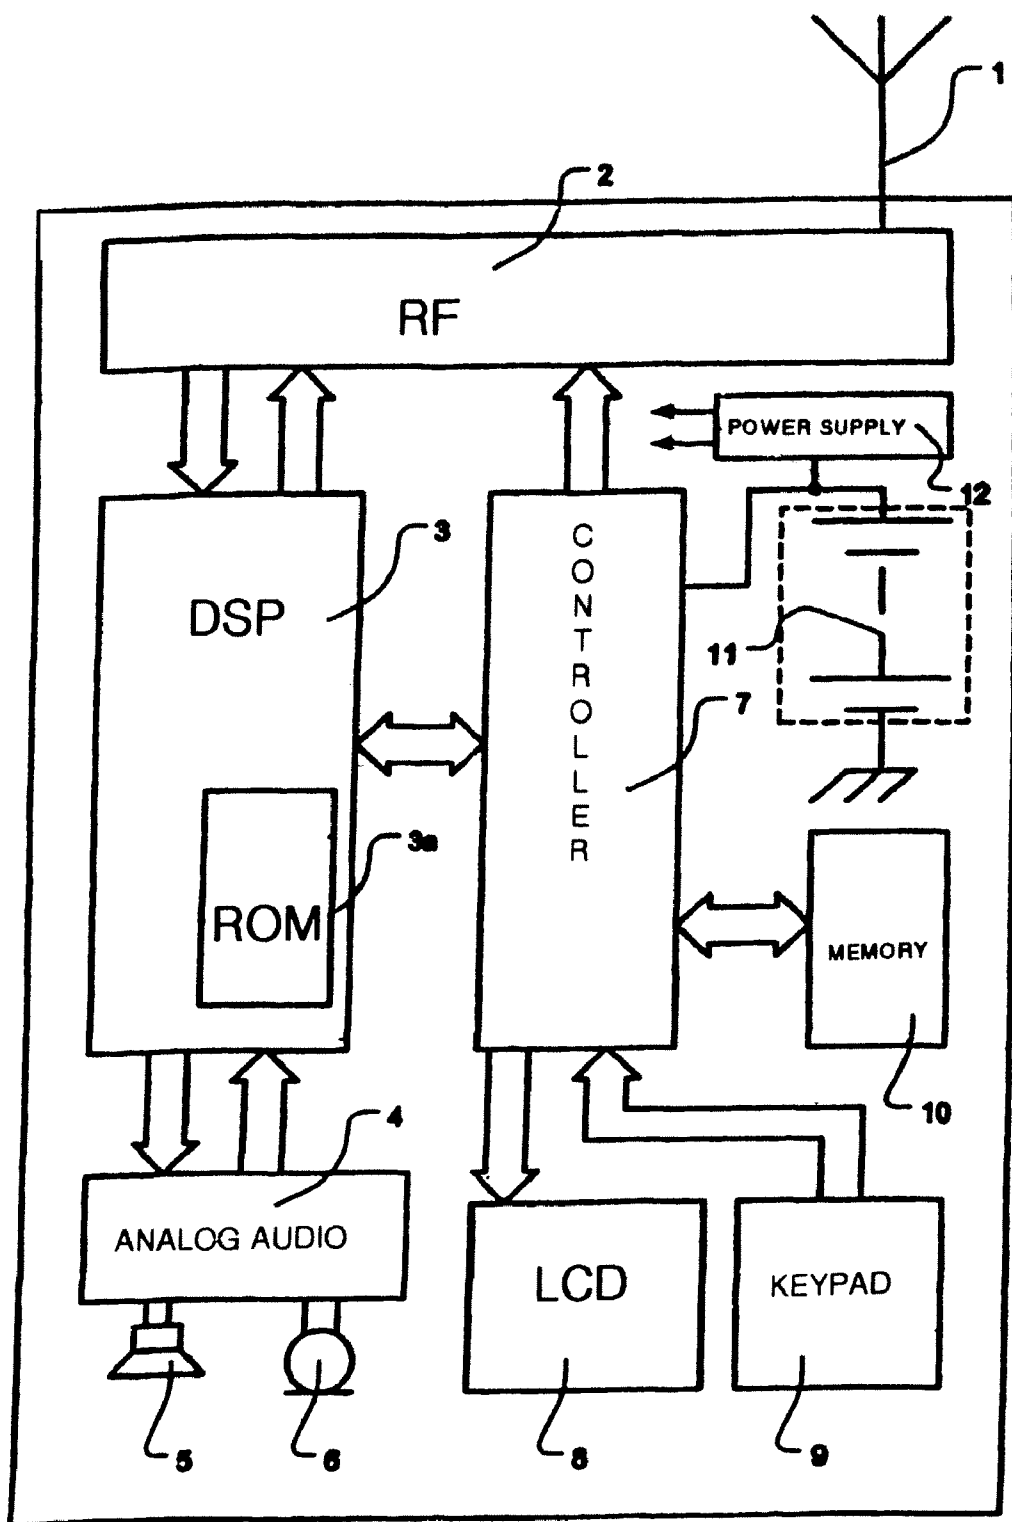 1
2
RF
POWER SUPPLY
12
3
DSP
CONTROLLER
11
7
3a
ROM
MEMORY
10
4
ANALOG AUDIO
LCD
KEYPAD
5
6
8
9